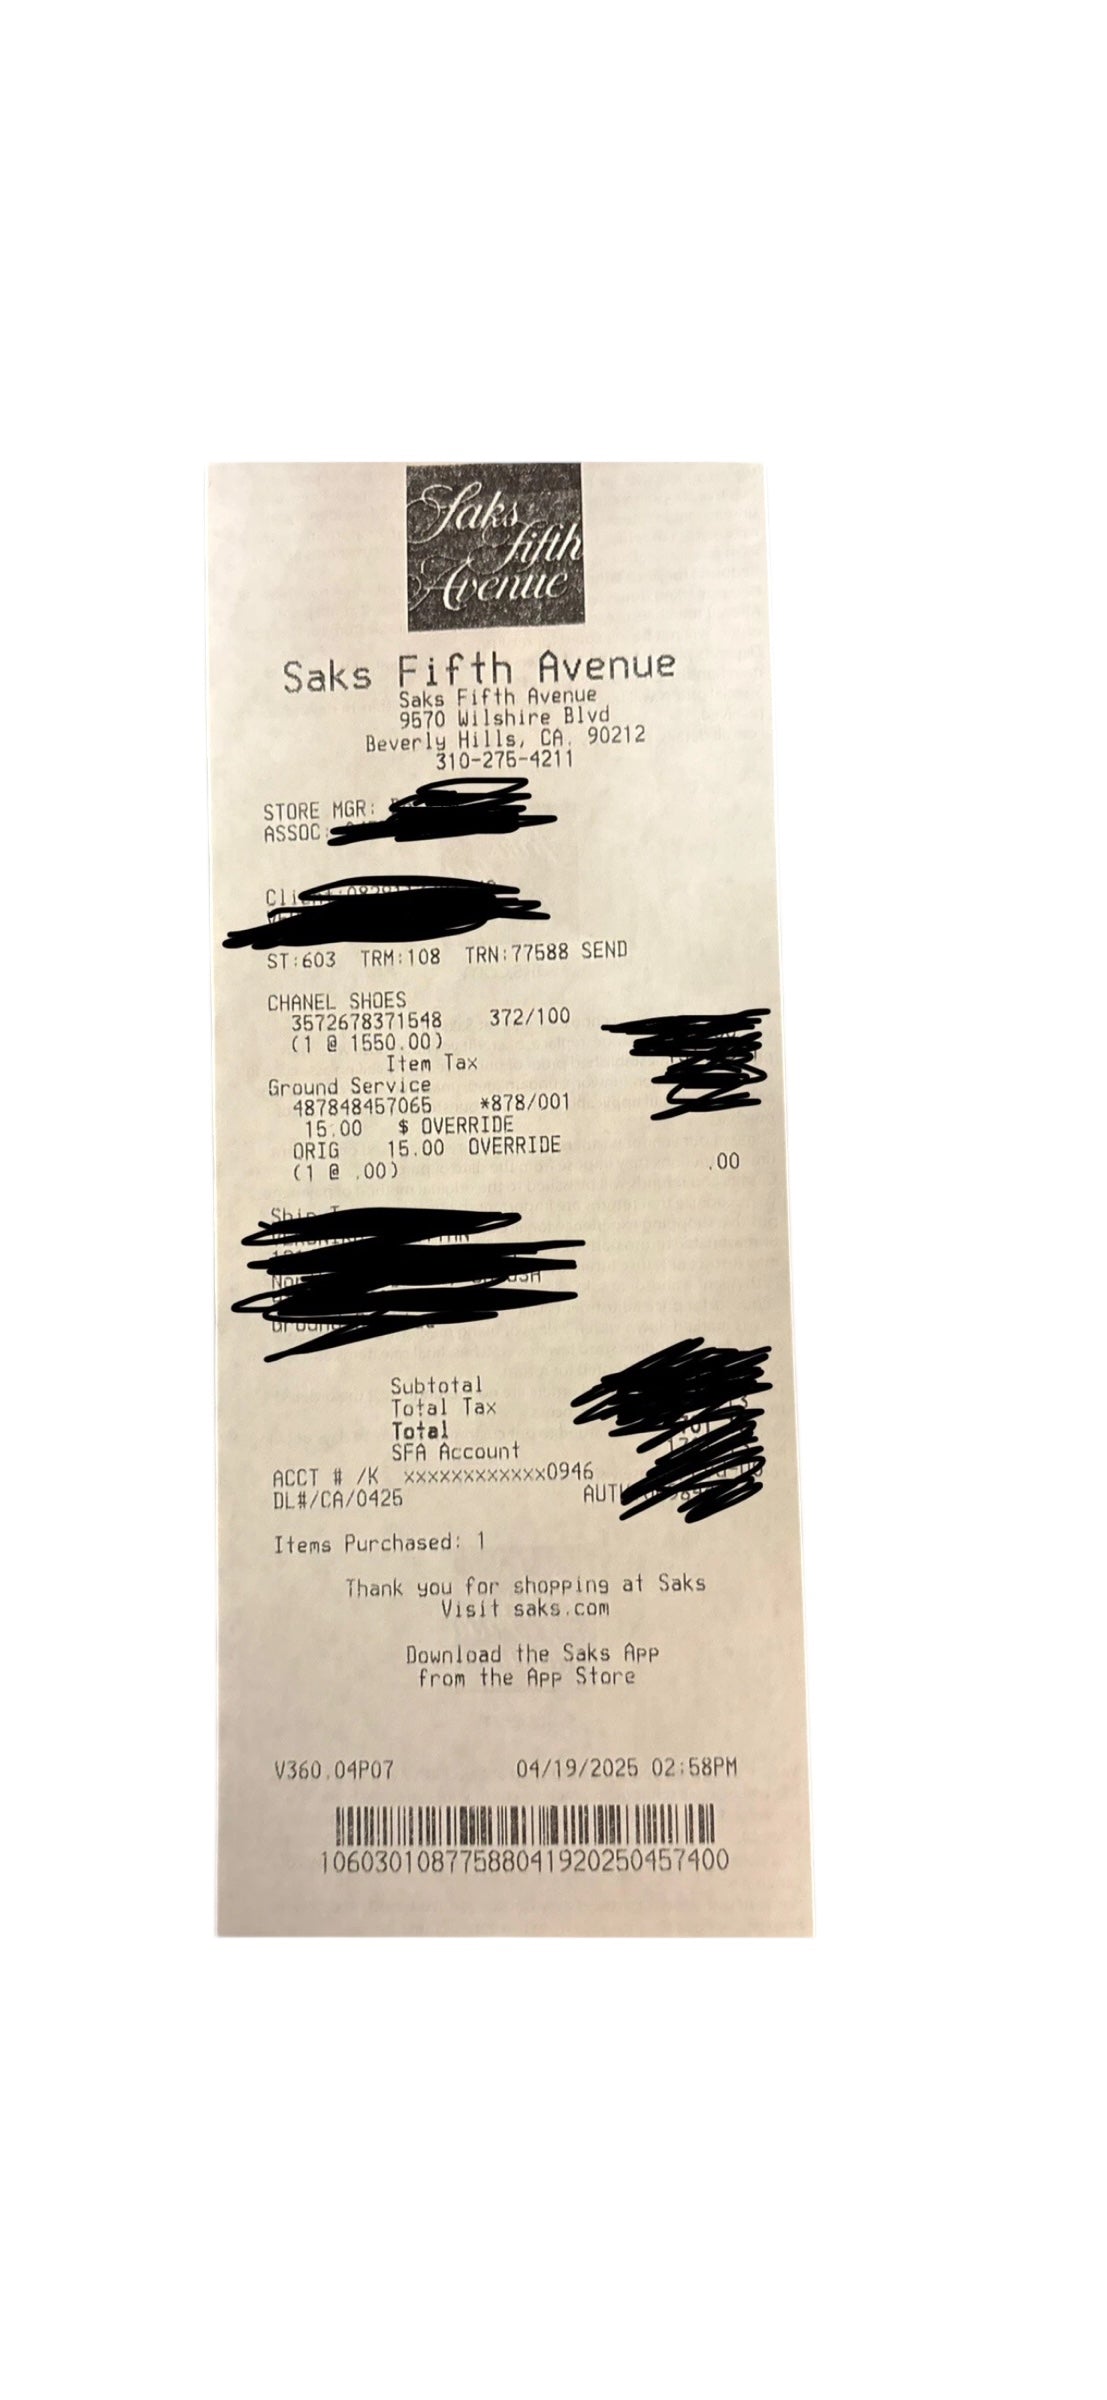 Saks
fifth
Avenue
Saks Fifth Avenue
Saks Fifth Avenue
9570 Wilshire Blvd
Beverly Hills, CA. 90212
310-275-4211
STORE MGR:
ASSOC:
ST:603 TRM:108 TRN:77588 SEND
CHANEL SHOES
3572678371548 372/100
(1 @ 1550.00)
Item Tax
Ground Service
487848457065 *878/001
15.00 $ OVERRIDE
ORIG 15.00 OVERRIDE
(1 @ .00) .00
Subtotal
Total Tax
Total
SFA Account
ACCT # /K xxxxxxxxxxxx0946
DL#/CA/0425
Items Purchased: 1
Thank you for shopping at Saks
Visit saks.com
Download the Saks App
from the App Store
V360.04P07 04/19/2025 02:58PM
10603010877588041920250457400